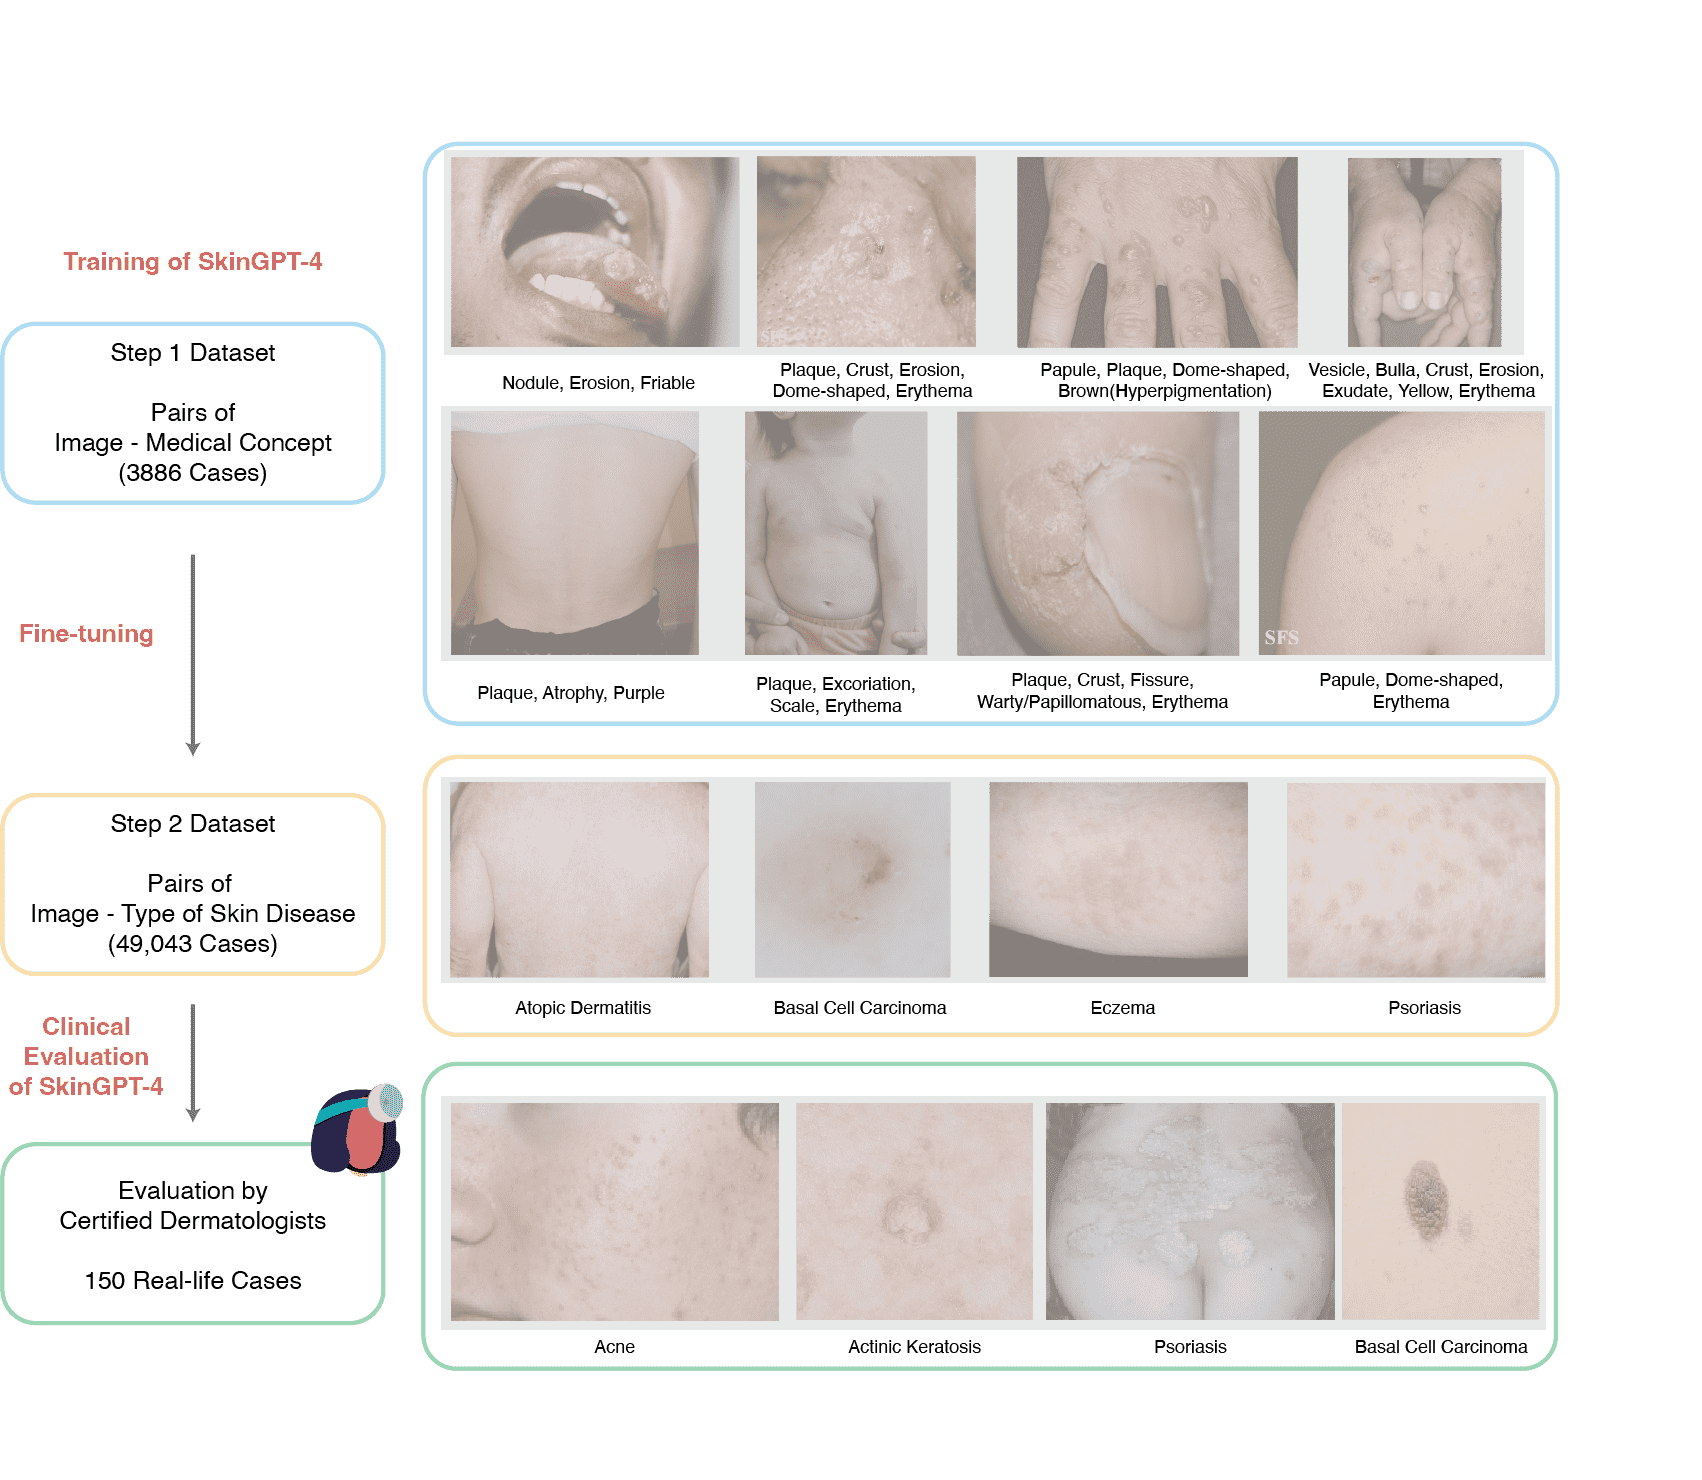 Training of SkinGPT-4
Step 1 Dataset
Pairs of
Image - Medical Concept
(3886 Cases)
Fine-tuning
Step 2 Dataset
Pairs of
Image - Type of Skin Disease
(49,043 Cases)
Clinical
Evaluation
of SkinGPT-4
Evaluation by
Certified Dermatologists
150 Real-life Cases
Nodule, Erosion, Friable
Plaque, Crust, Erosion,
Dome-shaped, Erythema
Papule, Plaque, Dome-shaped,
Brown(Hyperpigmentation)
Vesicle, Bulla, Crust, Erosion,
Exudate, Yellow, Erythema
SFS
Plaque, Atrophy, Purple
Plaque, Excoriation,
Scale, Erythema
Plaque, Crust, Fissure,
Warty/Papillomatous, Erythema
Papule, Dome-shaped,
Erythema
Atopic Dermatitis
Basal Cell Carcinoma
Eczema
Psoriasis
Acne
Actinic Keratosis
Psoriasis
Basal Cell Carcinoma